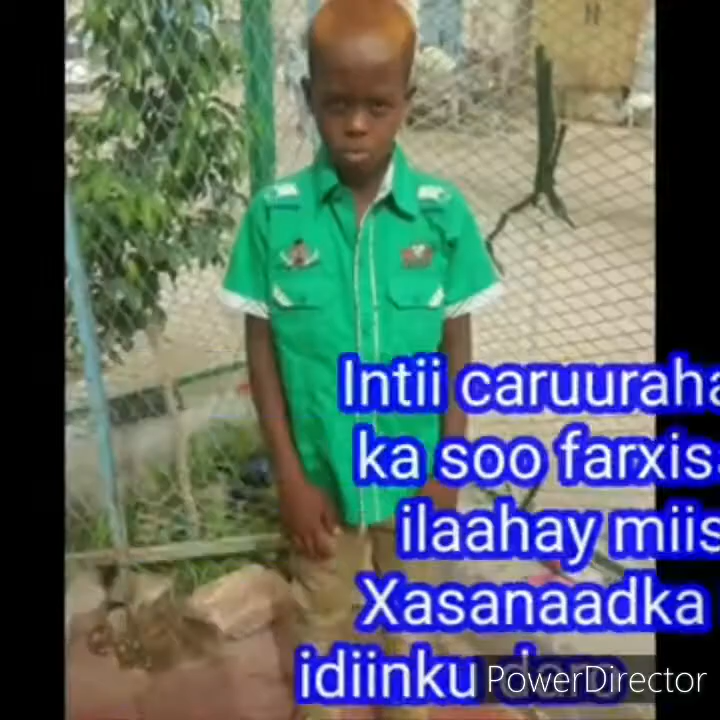 Intii caruuraha
ka soo farxis
ilaahay miis
Xasanaadka
idiinku
PowerDirector